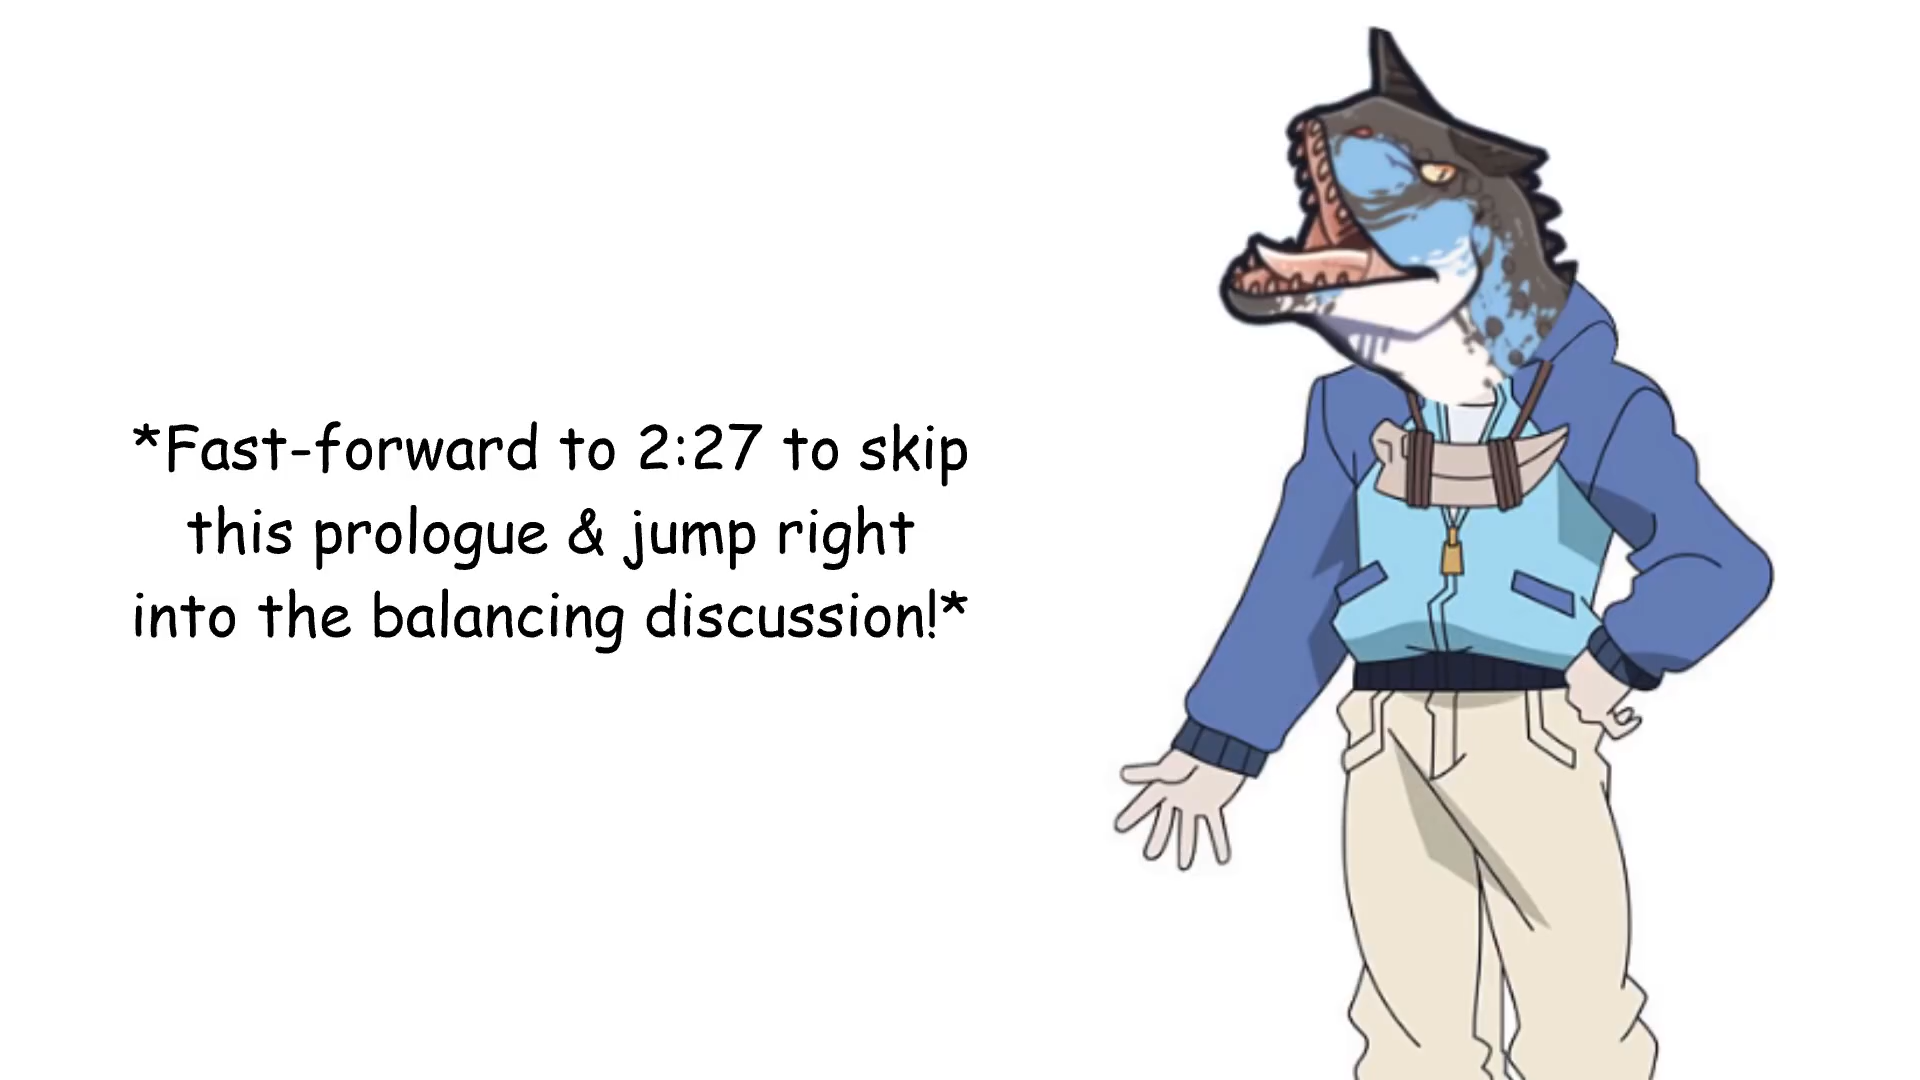 *Fast-forward to 2:27 to skip
this prologue & jump right
into the balancing discussion!*